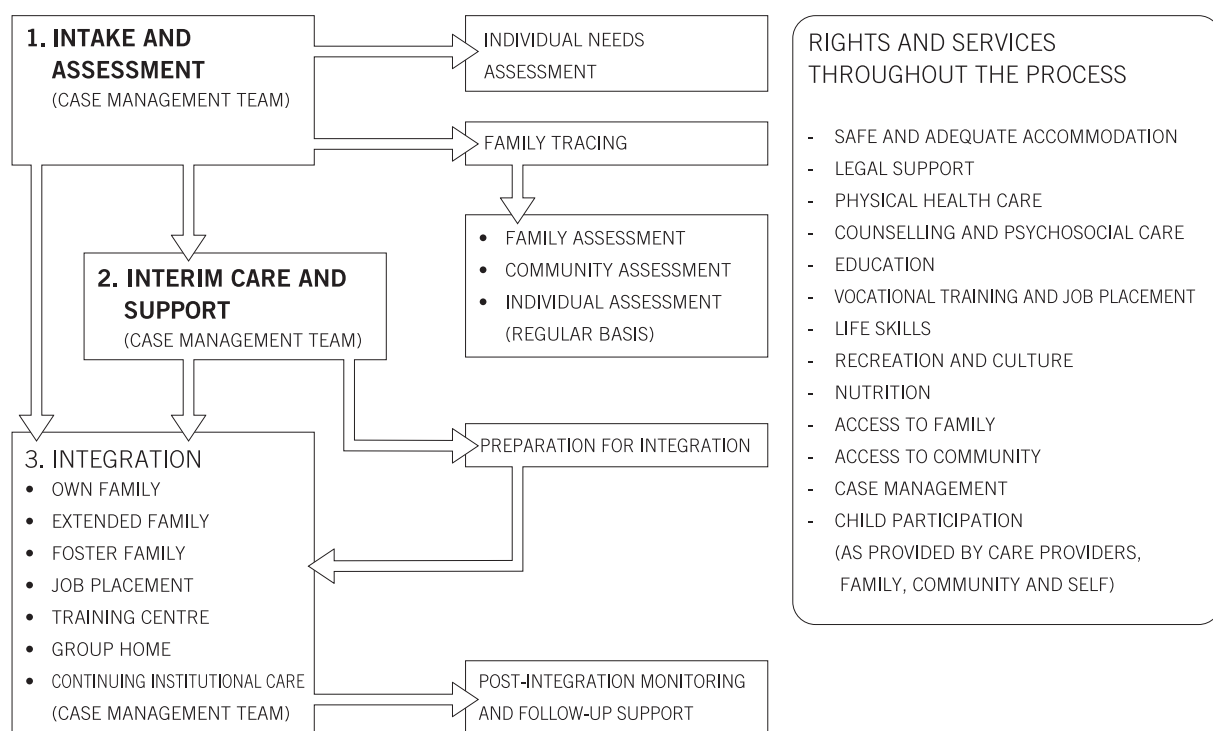 1. INTAKE AND
ASSESSMENT
(CASE MANAGEMENT TEAM)
INDIVIDUAL NEEDS
ASSESSMENT
FAMILY TRACING
• FAMILY ASSESSMENT
• COMMUNITY ASSESSMENT
• INDIVIDUAL ASSESSMENT
(REGULAR BASIS)
2. INTERIM CARE AND
SUPPORT
(CASE MANAGEMENT TEAM)
PREPARATION FOR INTEGRATION
3. INTEGRATION
• OWN FAMILY
• EXTENDED FAMILY
• FOSTER FAMILY
• JOB PLACEMENT
• TRAINING CENTRE
• GROUP HOME
• CONTINUING INSTITUTIONAL CARE
(CASE MANAGEMENT TEAM)
POST-INTEGRATION MONITORING
AND FOLLOW-UP SUPPORT
RIGHTS AND SERVICES
THROUGHOUT THE PROCESS
- SAFE AND ADEQUATE ACCOMMODATION
- LEGAL SUPPORT
- PHYSICAL HEALTH CARE
- COUNSELLING AND PSYCHOSOCIAL CARE
- EDUCATION
- VOCATIONAL TRAINING AND JOB PLACEMENT
- LIFE SKILLS
- RECREATION AND CULTURE
- NUTRITION
- ACCESS TO FAMILY
- ACCESS TO COMMUNITY
- CASE MANAGEMENT
- CHILD PARTICIPATION
(AS PROVIDED BY CARE PROVIDERS,
FAMILY, COMMUNITY AND SELF)